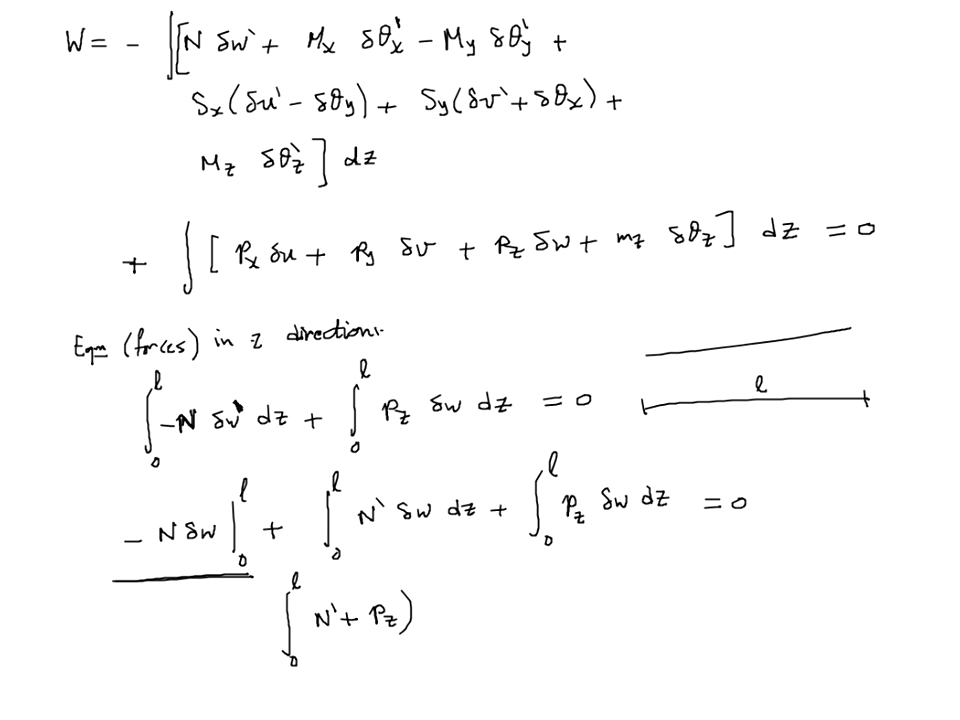 W = - ∫[N δw' + Mx δθx' - My δθy' +
Sx(δu' - δθy) + Sy(δv' + δθx) +
Mz δθz'] dz
+ ∫[Px δu + Py δv + Pz δw + mz δθz] dz = 0
Eqm (forces) in z direction.
∫₀ˡ -N δw' dz + ∫₀ˡ Pz δw dz = 0
l
- N δw |₀ˡ + ∫₀ˡ N' δw dz + ∫₀ˡ Pz δw dz = 0
∫₀ˡ N' + Pz)